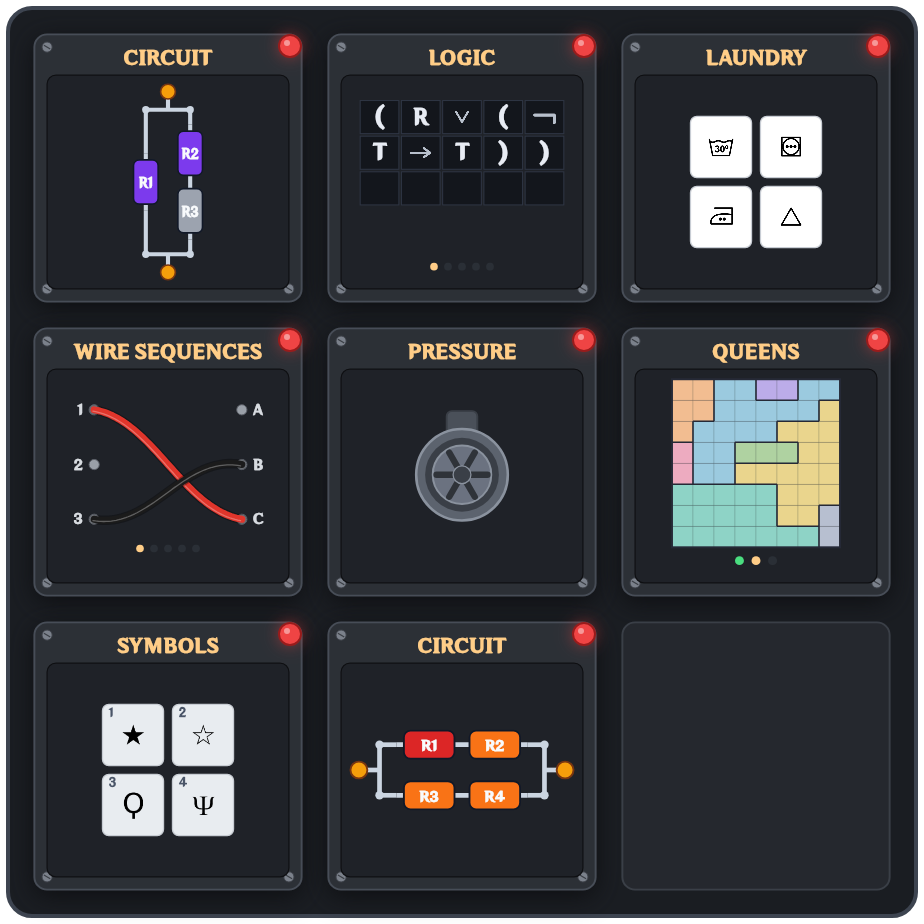 CIRCUIT
R1
R2
R3
LOGIC
( R ∨ ( ¬
T → T ) )
LAUNDRY
30°
WIRE SEQUENCES
1 A
2 B
3 C
PRESSURE
QUEENS
SYMBOLS
1 ★ 2 ☆
3 Ϙ 4 Ψ
CIRCUIT
R1 R2
R3 R4